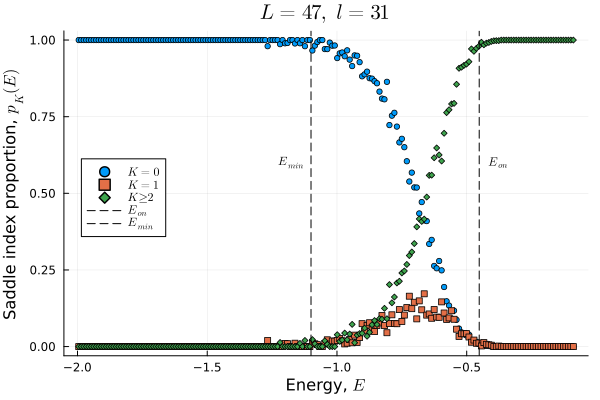 L = 47, l = 31
Saddle index proportion, p_K(E)
1.00
0.75
0.50
0.25
0.00
E_min
E_on
K = 0
K = 1
K≥2
E_on
E_min
−2.0 −1.5 −1.0 −0.5
Energy, E